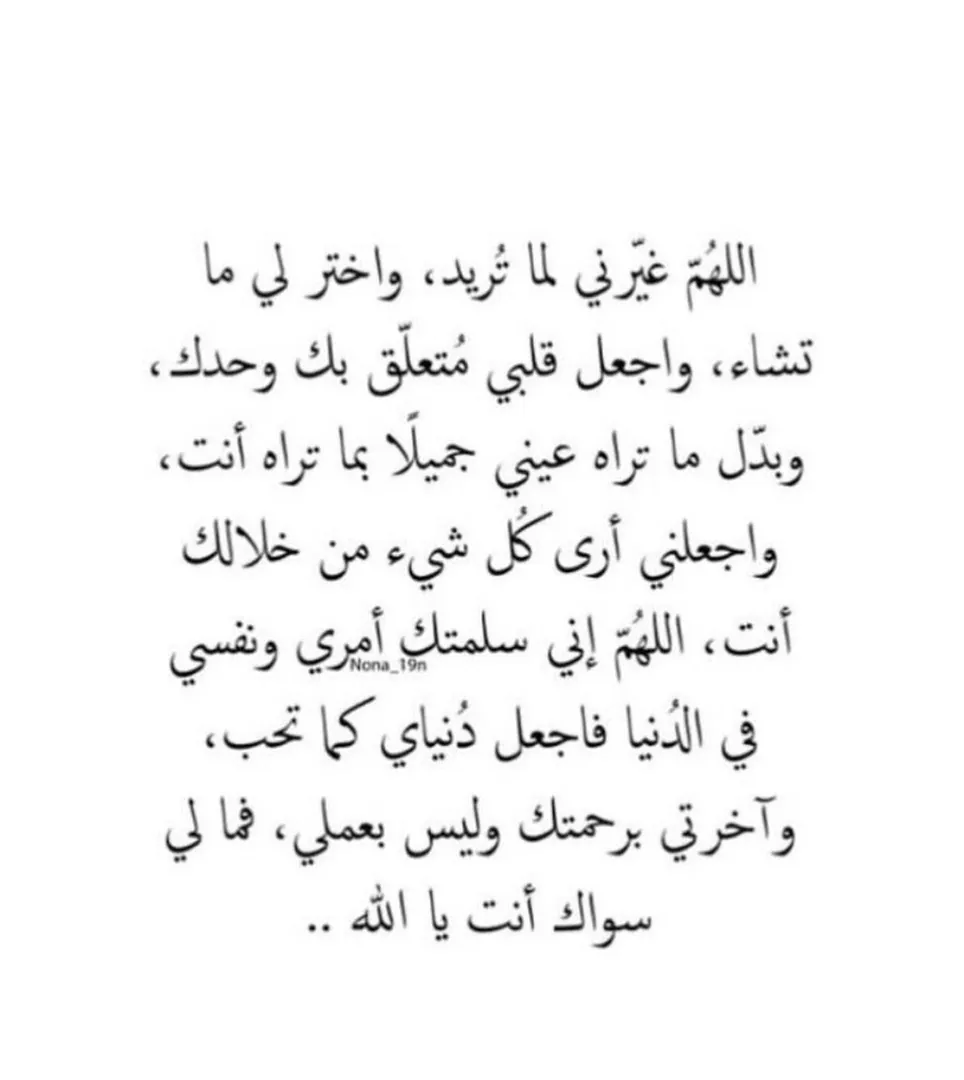 اللهُمّ غيّرني لما تُريد، واختر لي ما
تشاء، واجعل قلبي مُتعلّق بك وحدك،
وبدّل ما تراه عيني جميلًا بما تراه أنت،
واجعلني أرى كُل شيء من خلالك
أنت، اللهُمّ إني سلمتك أمري ونفسي
Nona_19n
في الدُنيا فاجعل دُنياي كما تحب،
وآخرتي برحمتك وليس بعملي، فما لي
سواك أنت يا الله ..